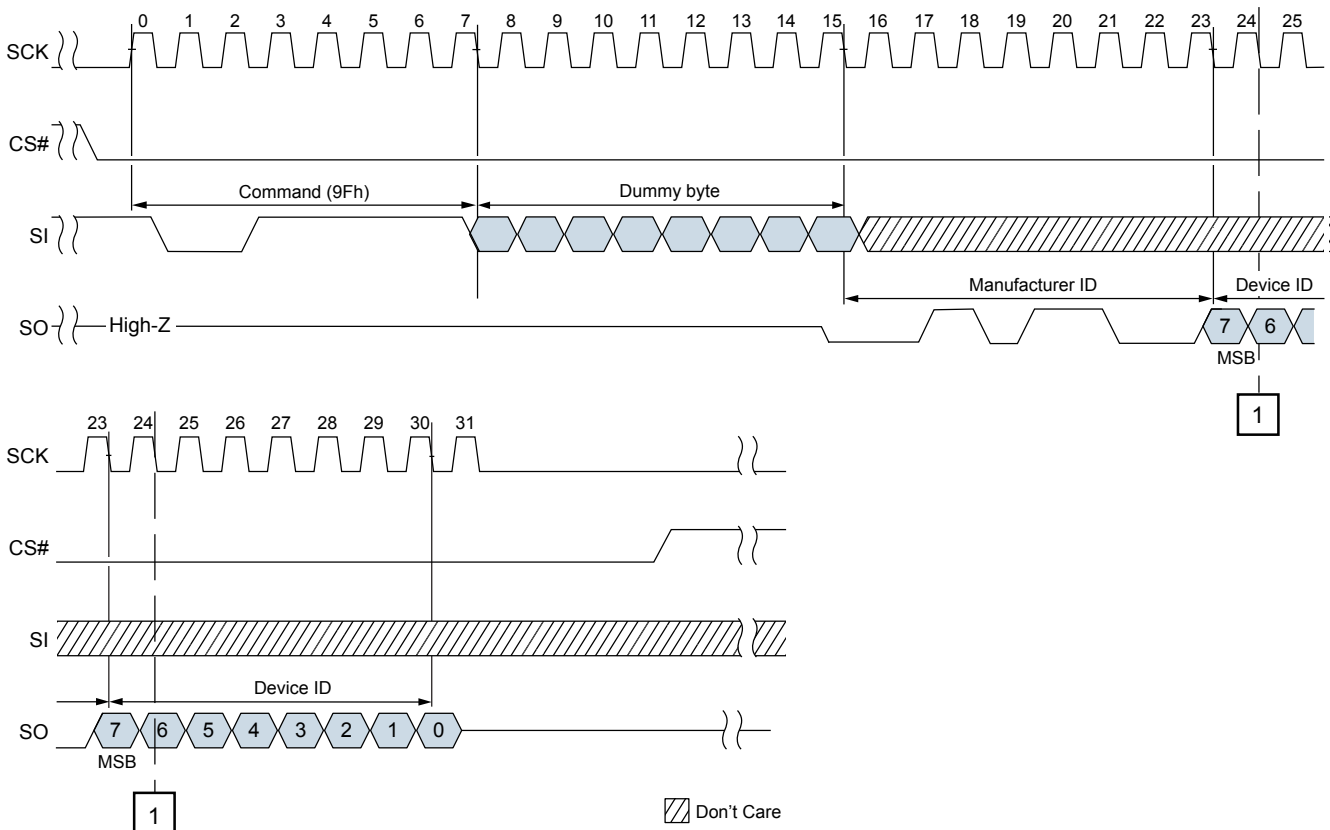 0 1 2 3 4 5 6 7 8 9 10 11 12 13 14 15 16 17 18 19 20 21 22 23 24 25
SCK
CS#
Command (9Fh) Dummy byte
SI
Manufacturer ID Device ID
SO High-Z 7 6
MSB
1
23 24 25 26 27 28 29 30 31
SCK
CS#
SI
Device ID
SO 7 6 5 4 3 2 1 0
MSB
1
Don't Care